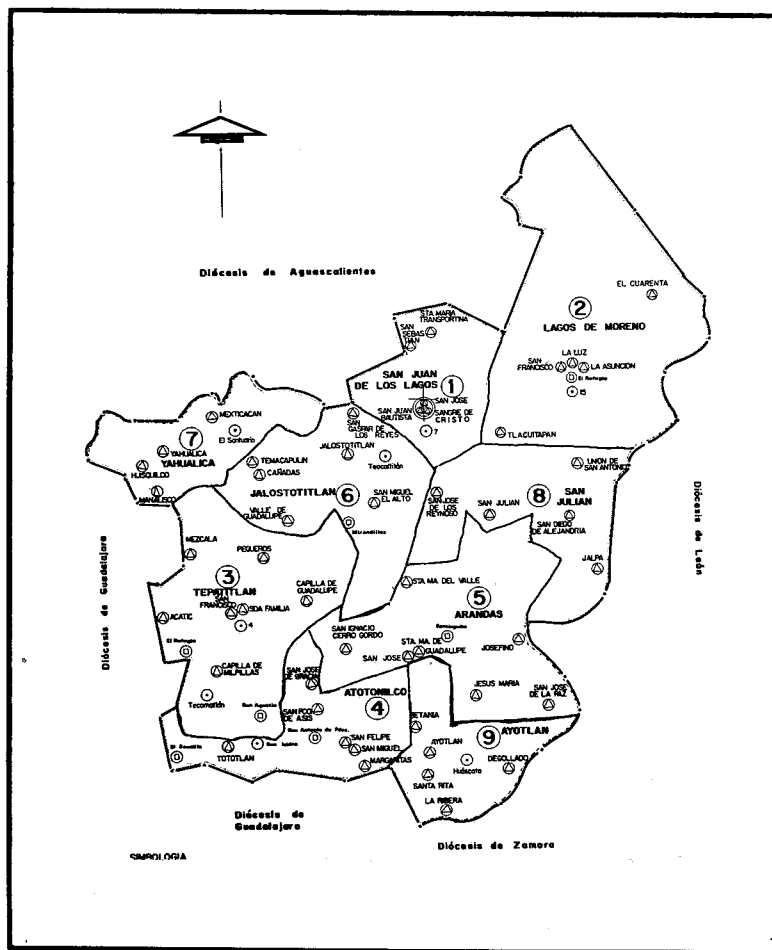 Diócesis de Aguascalientes
EL CUARENTA
2
LAGOS DE MORENO
STA MARIA
TRANSPORTINA
SAN
SEBAS
TIAN
LA LUZ
SAN
FRANCISCO
LA ASUNCION
El Refugio
15
SAN JUAN
DE LOS LAGOS
1
SAN JUAN
BAUTISTA
SAN JOSE
SANGRE DE
CRISTO
7
SAN
GASPAR DE
LOS REYES
TLACUITAPAN
MEXTICACAN
El Santuario
7
YAHUALICA
YAHUALICA
HUISQUILCO
MANALISCO
JALOSTOTITLAN
Teocaltitán
TEMACAPULIN
CAÑADAS
JALOSTOTITLAN
6
SAN MIGUEL
EL ALTO
VALLE DE
GUADALUPE
Mirandillas
UNION DE
SAN ANTONIO
8
SAN
JULIAN
SAN JOSE
DE LOS
REYNOSO
SAN JULIAN
SAN DIEGO
DE ALEJANDRIA
JALPA
Diócesis de León
Diócesis de Guadalajara
MEZCALA
PEGUEROS
3
TEPATITLAN
SAN
FRANCISCO
SDA FAMILIA
4
CAPILLA DE
GUADALUPE
ACATIC
El Refugio
CAPILLA DE
MILPILLAS
Tecomatlán
San Agustín
STA MA. DEL VALLE
5
ARANDAS
SAN IGNACIO
CERRO GORDO
STA. MA. DE
GUADALUPE
SAN JOSE
JOSEFINO
JESUS MARIA
SAN JOSE
DE LA PAZ
SAN JOSE
DE GRACIA
ATOTONILCO
4
SAN FCO
DE ASIS
San Antonio de Fdez.
SAN FELIPE
SAN MIGUEL
MARGARITAS
San Isidro
TOTOTLAN
BETANIA
9
AYOTLAN
AYOTLAN
Huáscato
DEGOLLADO
SANTA RITA
LA RIBERA
Diócesis de
Guadalajara
Diócesis de Zamora
SIMBOLOGIA